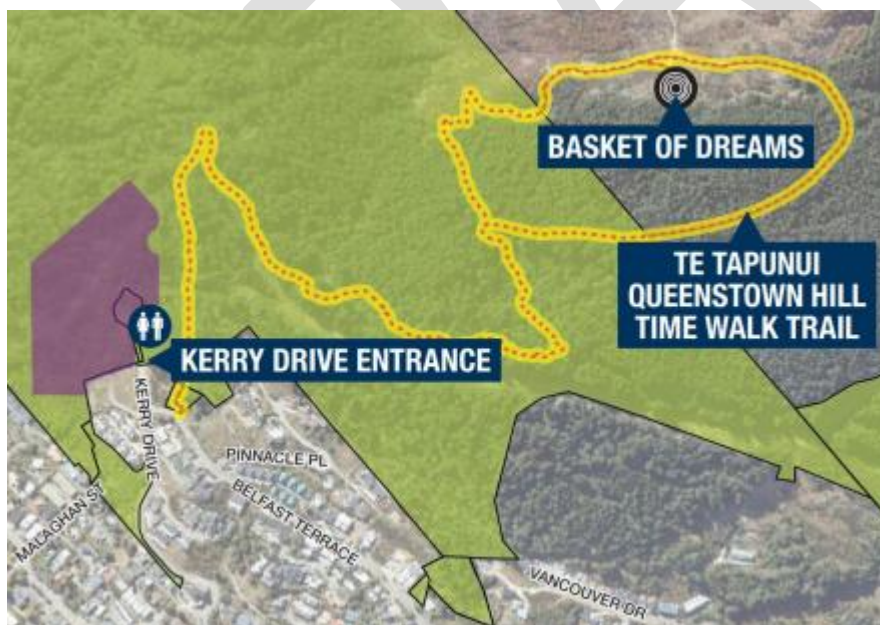 BASKET OF DREAMS
TE TAPUNUI
QUEENSTOWN HILL
TIME WALK TRAIL
KERRY DRIVE ENTRANCE
KERRY DRIVE
PINNACLE PL
BELFAST TERRACE
MALAGHAN ST
VANCOUVER DR